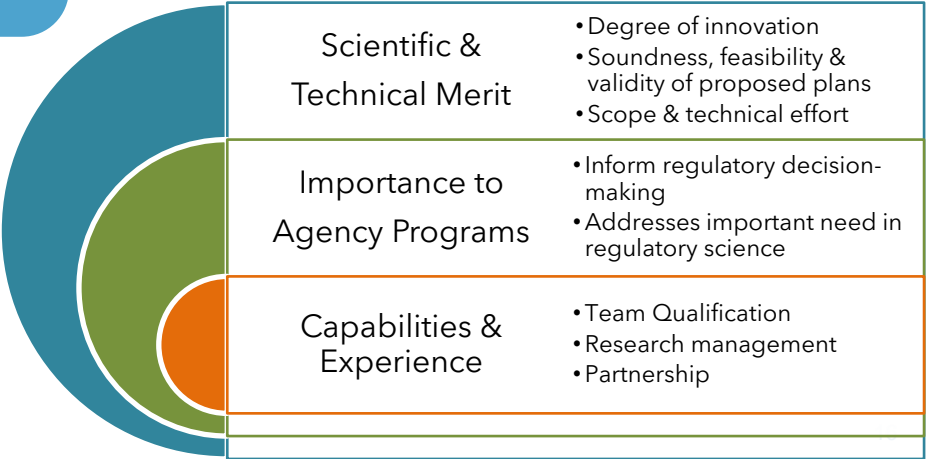 Scientific &
Technical Merit
•Degree of innovation
•Soundness, feasibility &
validity of proposed plans
•Scope & technical effort
Importance to
Agency Programs
•Inform regulatory decision-
making
•Addresses important need in
regulatory science
Capabilities &
Experience
•Team Qualification
•Research management
•Partnership